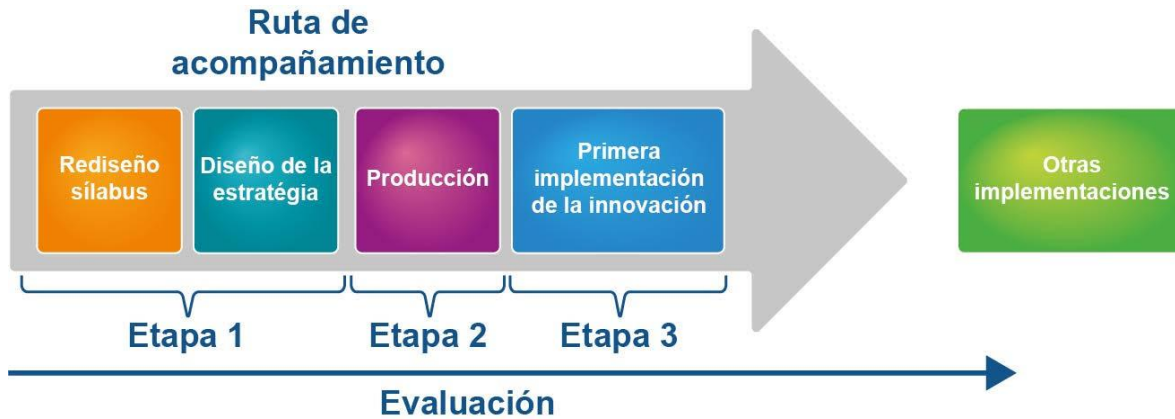 Ruta de
acompañamiento
Rediseño
sílabus
Diseño de la
estratégia
Producción
Primera
implementación
de la innovación
Otras
implementaciones
Etapa 1
Etapa 2
Etapa 3
Evaluación